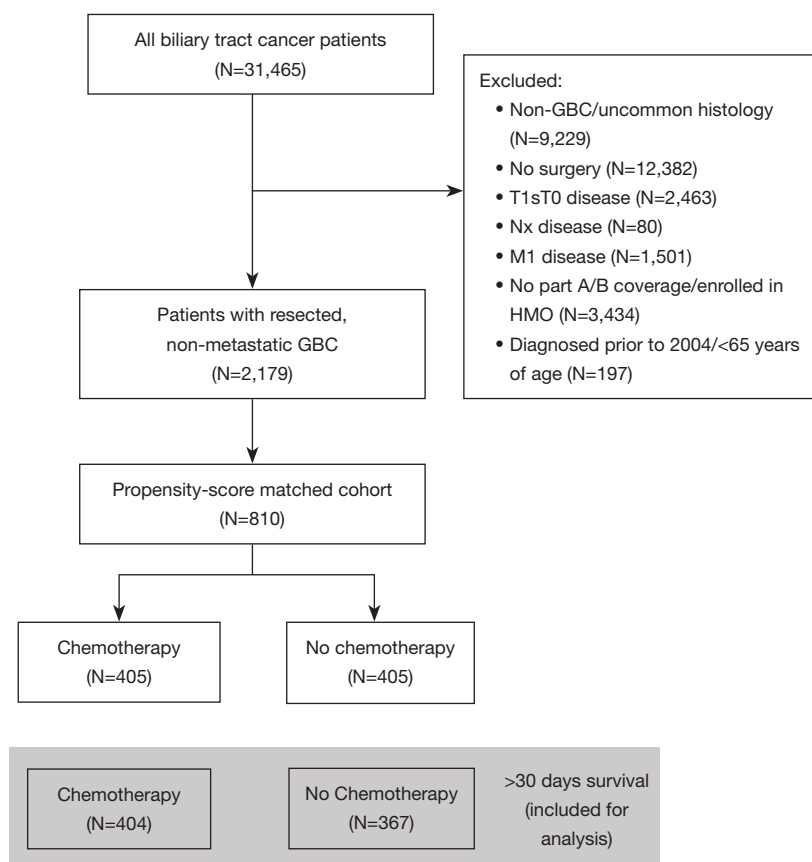 All biliary tract cancer patients
(N=31,465)
Excluded:
• Non-GBC/uncommon histology
(N=9,229)
• No surgery (N=12,382)
• T1sT0 disease (N=2,463)
• Nx disease (N=80)
• M1 disease (N=1,501)
• No part A/B coverage/enrolled in
HMO (N=3,434)
• Diagnosed prior to 2004/<65 years
of age (N=197)
Patients with resected,
non-metastatic GBC
(N=2,179)
Propensity-score matched cohort
(N=810)
Chemotherapy
(N=405)
No chemotherapy
(N=405)
Chemotherapy
(N=404)
No Chemotherapy
(N=367)
>30 days survival
(included for
analysis)